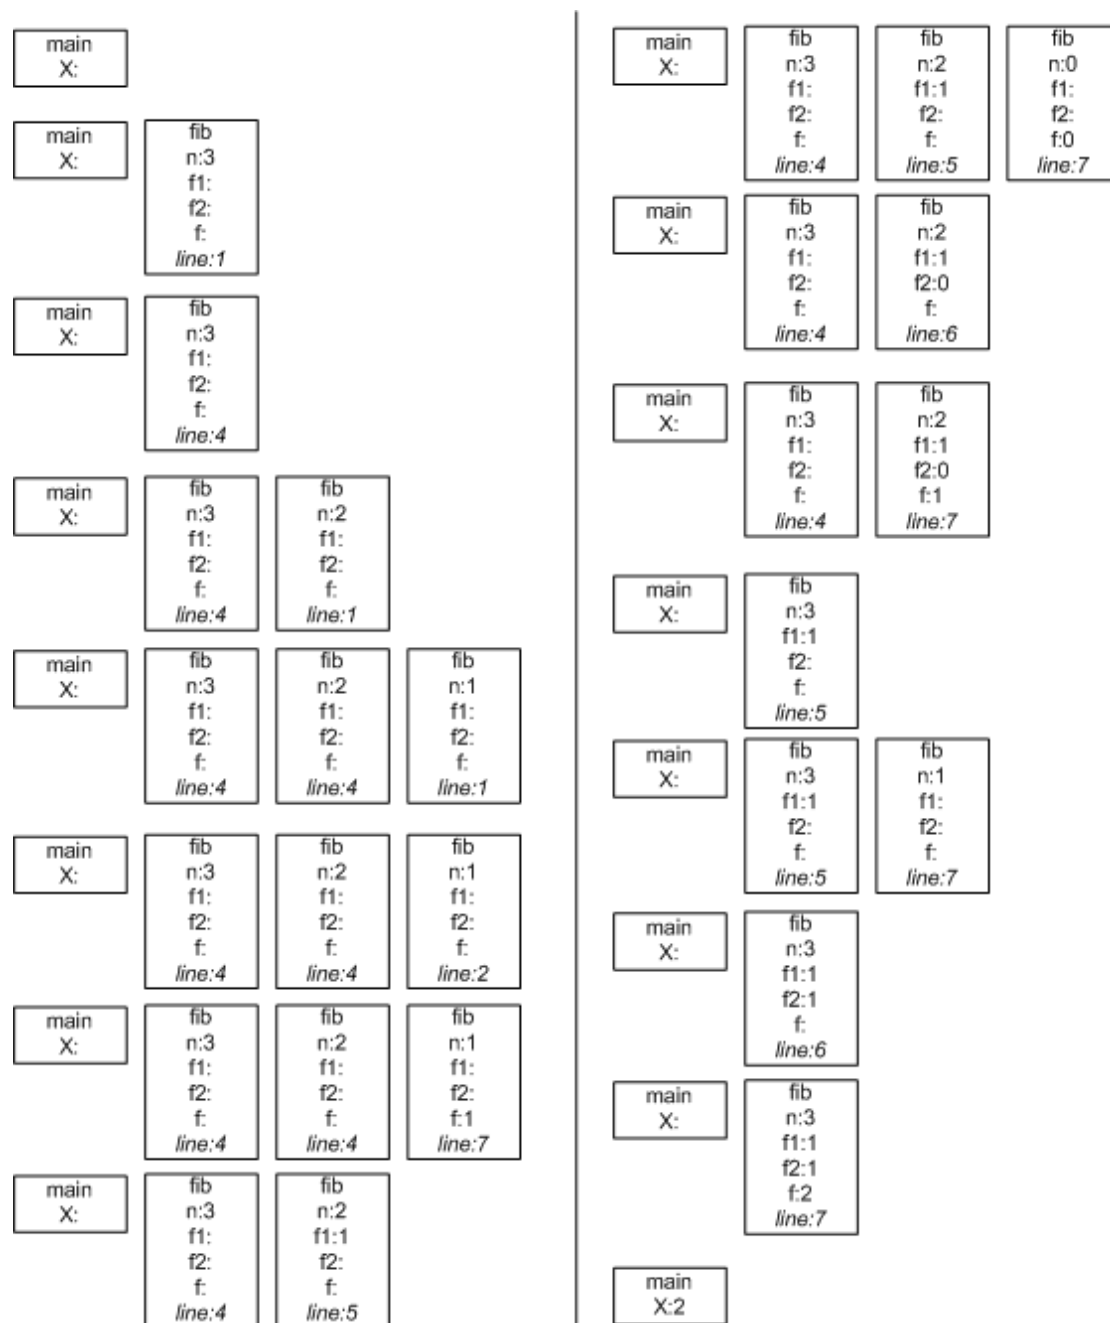 main
X:
main
X:
fib
n:3
f1:
f2:
f:
line:1
main
X:
fib
n:3
f1:
f2:
f:
line:4
main
X:
fib
n:3
f1:
f2:
f:
line:4
fib
n:2
f1:
f2:
f:
line:1
main
X:
fib
n:3
f1:
f2:
f:
line:4
fib
n:2
f1:
f2:
f:
line:4
fib
n:1
f1:
f2:
f:
line:1
main
X:
fib
n:3
f1:
f2:
f:
line:4
fib
n:2
f1:
f2:
f:
line:4
fib
n:1
f1:
f2:
f:
line:2
main
X:
fib
n:3
f1:
f2:
f:
line:4
fib
n:2
f1:
f2:
f:
line:4
fib
n:1
f1:
f2:
f:1
line:7
main
X:
fib
n:3
f1:
f2:
f:
line:4
fib
n:2
f1:1
f2:
f:
line:5
main
X:
fib
n:3
f1:
f2:
f:
line:4
fib
n:2
f1:1
f2:
f:
line:5
fib
n:0
f1:
f2:
f:0
line:7
main
X:
fib
n:3
f1:
f2:
f:
line:4
fib
n:2
f1:1
f2:0
f:
line:6
main
X:
fib
n:3
f1:
f2:
f:
line:4
fib
n:2
f1:1
f2:0
f:1
line:7
main
X:
fib
n:3
f1:1
f2:
f:
line:5
main
X:
fib
n:3
f1:1
f2:
f:
line:5
fib
n:1
f1:
f2:
f:
line:7
main
X:
fib
n:3
f1:1
f2:1
f:
line:6
main
X:
fib
n:3
f1:1
f2:1
f:2
line:7
main
X:2